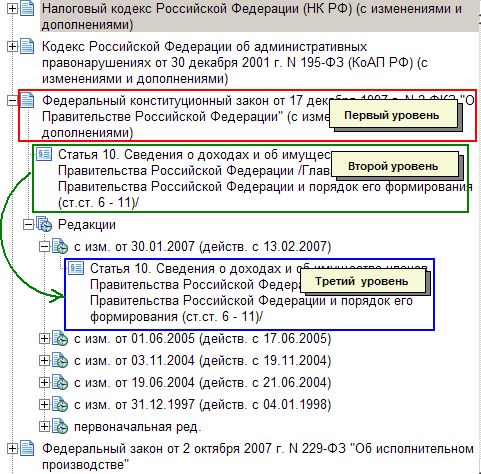 Налоговый кодекс Российской Федерации (НК РФ) (с изменениями и
дополнениями)
Кодекс Российской Федерации об административных
правонарушениях от 30 декабря 2001 г. N 195-ФЗ (КоАП РФ) (с
изменениями и дополнениями)
Федеральный конституционный закон от 17 декабря 1997 г. N 2-ФКЗ "О
Правительстве Российской Федерации" (с изме
Первый уровень
дополнениями)
Статья 10. Сведения о доходах и об имущес
Второй уровень
Правительства Российской Федерации /Глав
Правительства Российской Федерации и порядок его формирования
(ст.ст. 6 - 11)/
Редакции
с изм. от 30.01.2007 (действ. с 13.02.2007)
Статья 10. Сведения о доходах и об имуществе членов
Правительства Российской Федера
Третий уровень
Правительства Российской Федерации и порядок его
формирования (ст.ст. 6 - 11)/
с изм. от 01.06.2005 (действ. с 17.06.2005)
с изм. от 03.11.2004 (действ. с 19.11.2004)
с изм. от 19.06.2004 (действ. с 21.06.2004)
с изм. от 31.12.1997 (действ. с 04.01.1998)
первоначальная ред.
Федеральный закон от 2 октября 2007 г. N 229-ФЗ "Об исполнительном
производстве"